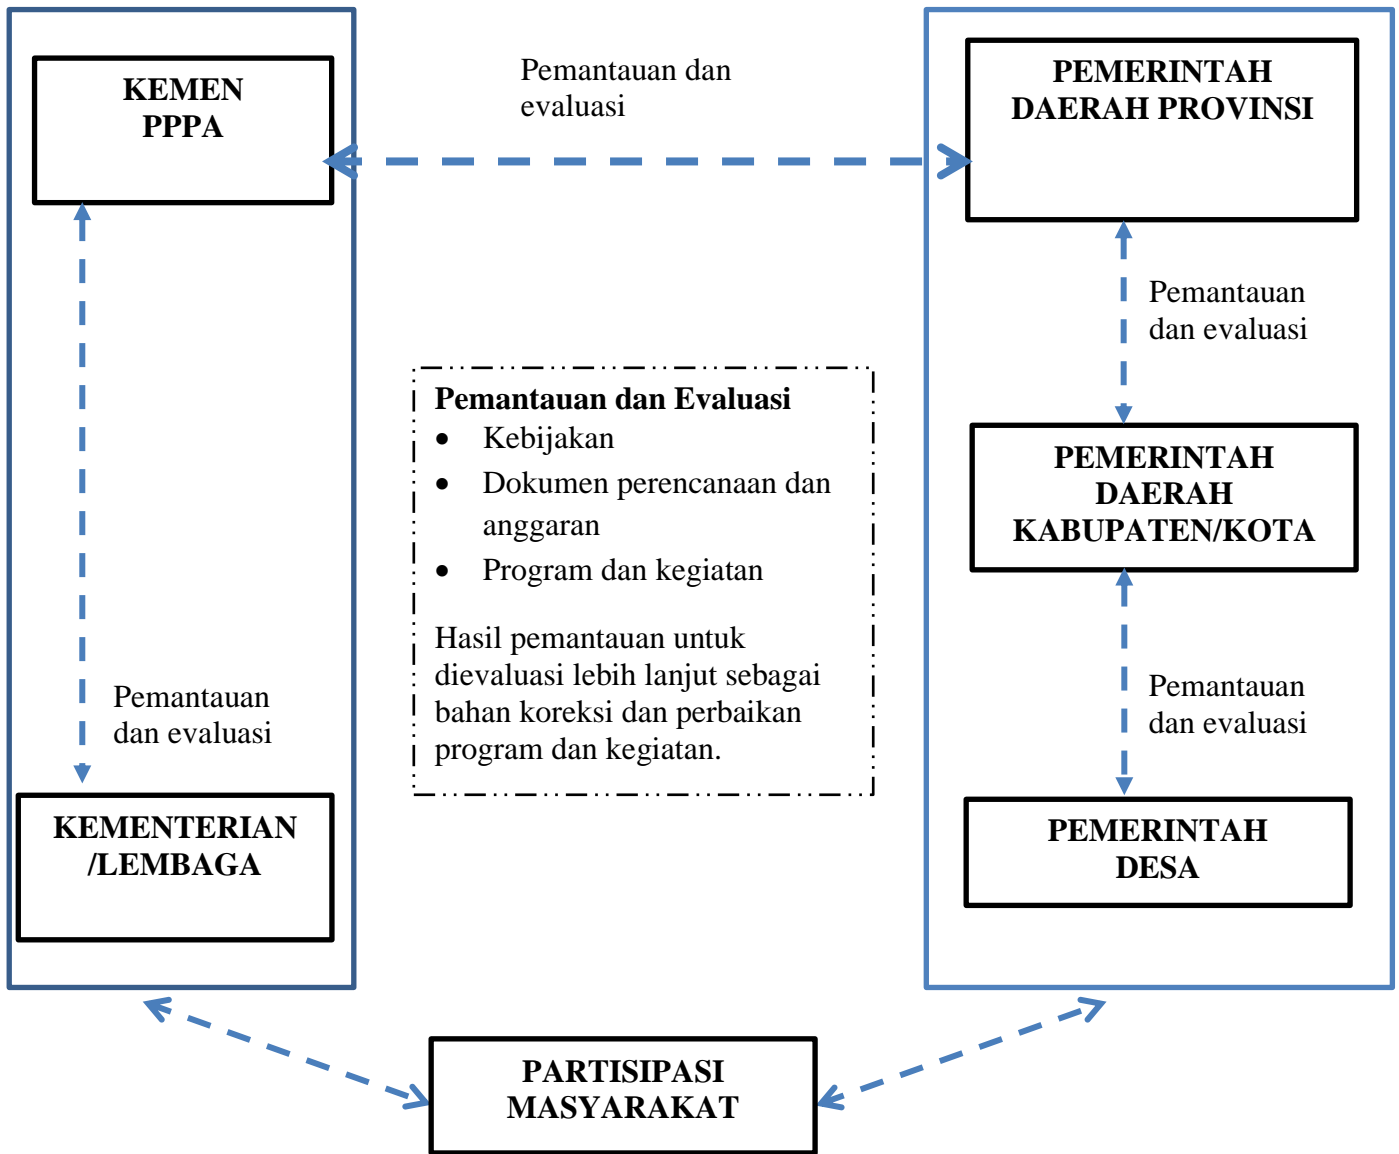 KEMEN
PPPA
Pemantauan dan
evaluasi
PEMERINTAH
DAERAH PROVINSI
Pemantauan
dan evaluasi
Pemantauan dan Evaluasi
• Kebijakan
• Dokumen perencanaan dan
anggaran
• Program dan kegiatan
Hasil pemantauan untuk
dievaluasi lebih lanjut sebagai
bahan koreksi dan perbaikan
program dan kegiatan.
PEMERINTAH
DAERAH
KABUPATEN/KOTA
Pemantauan
dan evaluasi
Pemantauan
dan evaluasi
KEMENTERIAN
/LEMBAGA
PEMERINTAH
DESA
PARTISIPASI
MASYARAKAT